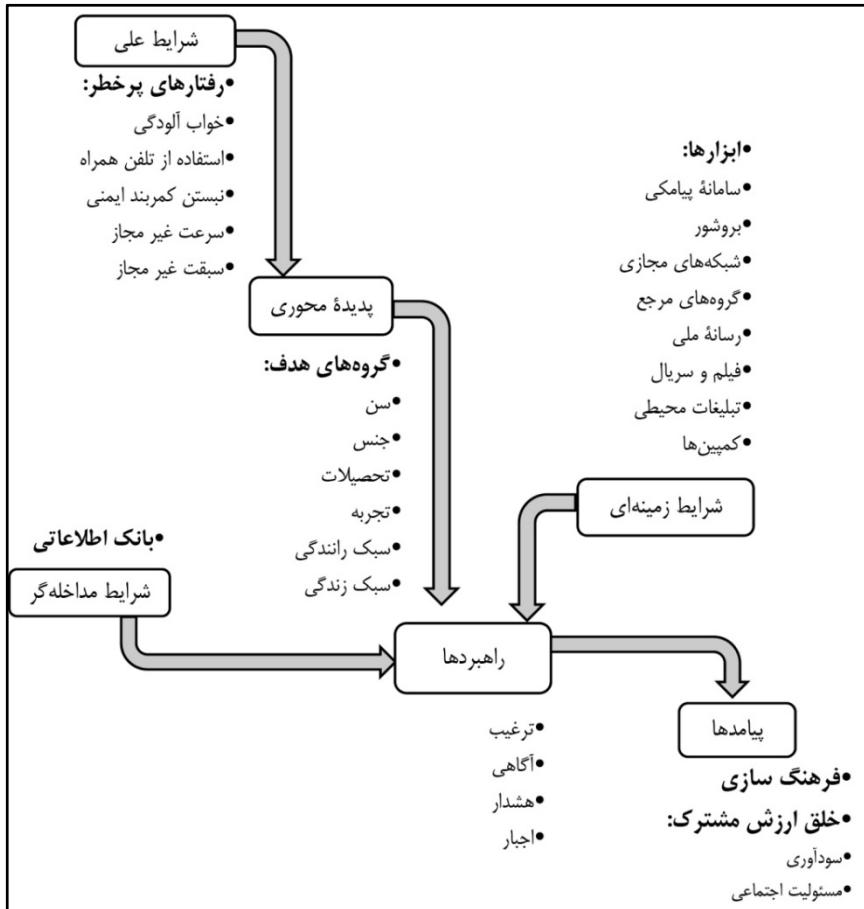 شرایط علی
•رفتارهای پرخطر:
•خواب آلودگی
•استفاده از تلفن همراه
•نبستن کمربند ایمنی
•سرعت غیر مجاز
•سبقت غیر مجاز
•ابزارها:
•سامانهٔ پیامکی
•بروشور
•شبکه‌های مجازی
•گروه‌های مرجع
•رسانهٔ ملی
•فیلم و سریال
•تبلیغات محیطی
•کمپین‌ها
پدیدهٔ محوری
•گروه‌های هدف:
•سن
•جنس
•تحصیلات
•تجربه
•سبک رانندگی
•سبک زندگی
شرایط زمینه‌ای
•بانک اطلاعاتی
شرایط مداخله‌گر
راهبردها
•ترغیب
•آگاهی
•هشدار
•اجبار
پیامدها
•فرهنگ سازی
•خلق ارزش مشترک:
•سودآوری
•مسئولیت اجتماعی